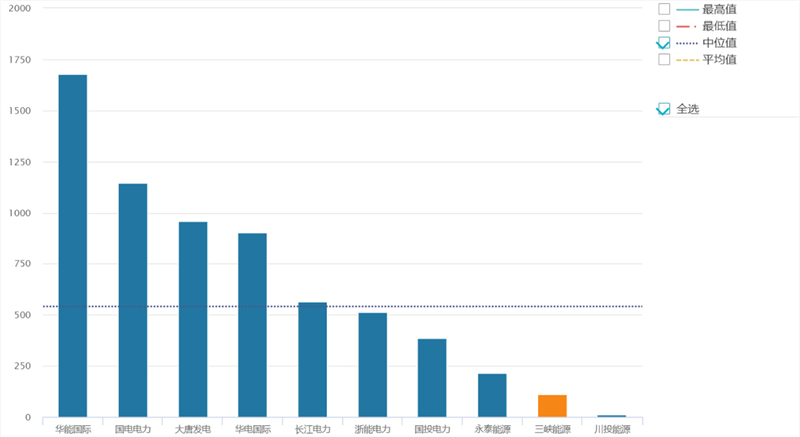 2000
1750
1500
1250
1000
750
500
250
0
华能国际 国电电力 大唐发电 华电国际 长江电力 浙能电力 国投电力 永泰能源 三峡能源 川投能源
最高值
最低值
中位值
平均值
全选